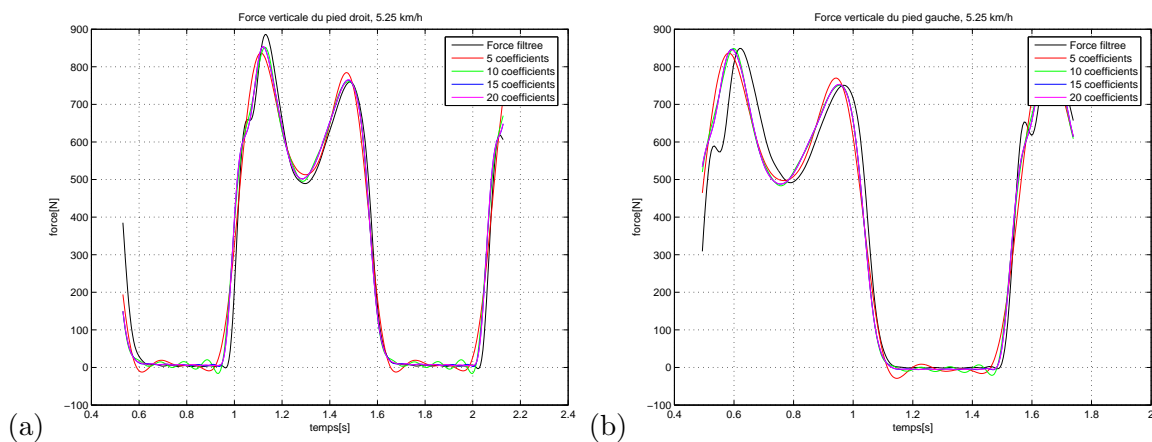 Force verticale du pied droit, 5.25 km/h
900
800
700
600
500
400
300
200
100
0
−100
force[N]
0.4 0.6 0.8 1 1.2 1.4 1.6 1.8 2 2.2 2.4
temps[s]
Force filtree
5 coefficients
10 coefficients
15 coefficients
20 coefficients
(a)
Force verticale du pied gauche, 5.25 km/h
900
800
700
600
500
400
300
200
100
0
−100
force[N]
0.4 0.6 0.8 1 1.2 1.4 1.6 1.8 2
temps[s]
Force filtree
5 coefficients
10 coefficients
15 coefficients
20 coefficients
(b)